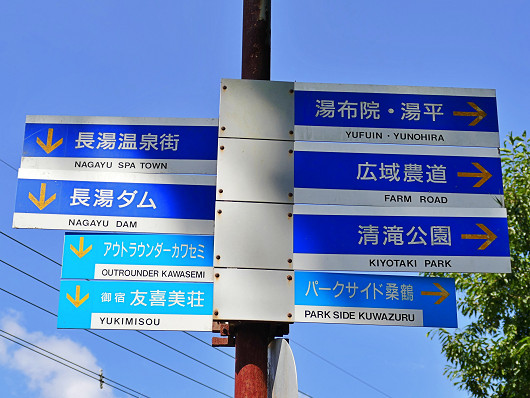 長湯温泉街
NAGAYU SPA TOWN
長湯ダム
NAGAYU DAM
アウトラウンダーカワセミ
OUTROUNDER KAWASEMI
御宿 友喜美荘
YUKIMISOU
湯布院・湯平
YUFUIN・YUNOHIRA
広域農道
FARM ROAD
清滝公園
KIYOTAKI PARK
パークサイド桑鶴
PARK SIDE KUWAZURU